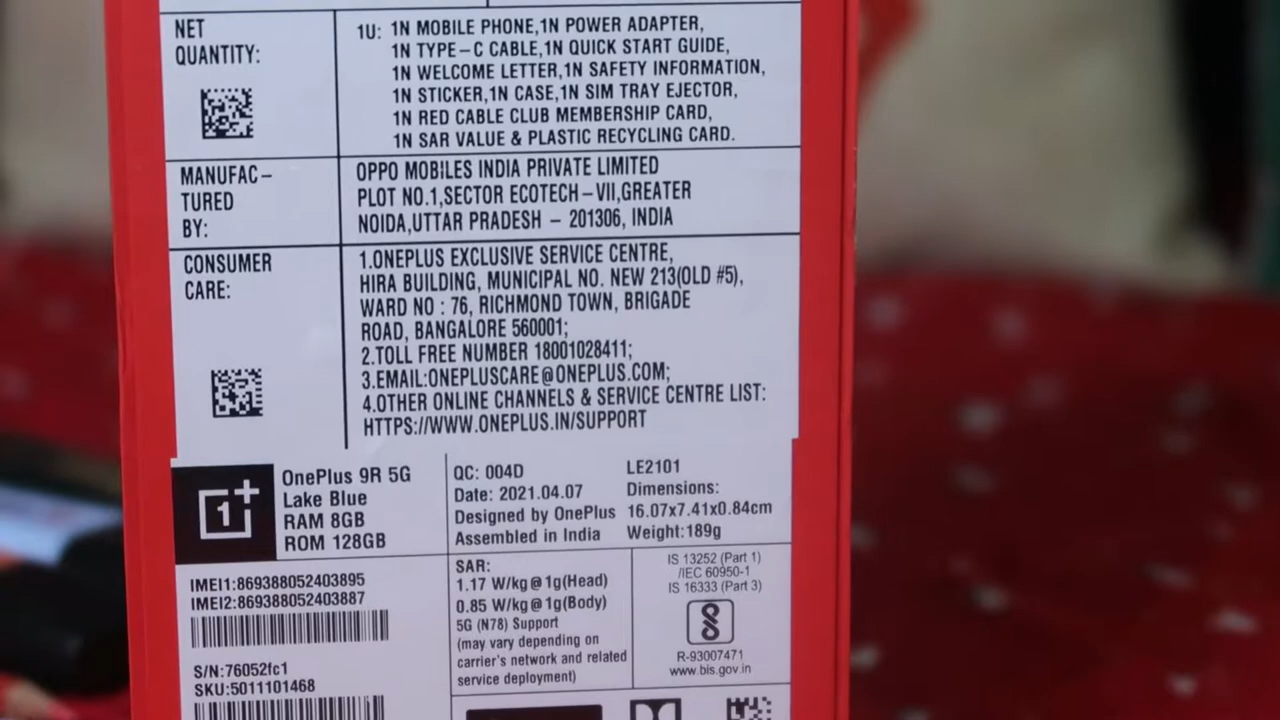 NET
QUANTITY:
1U: 1N MOBILE PHONE,1N POWER ADAPTER,
1N TYPE-C CABLE,1N QUICK START GUIDE,
1N WELCOME LETTER,1N SAFETY INFORMATION,
1N STICKER,1N CASE,1N SIM TRAY EJECTOR,
1N RED CABLE CLUB MEMBERSHIP CARD,
1N SAR VALUE & PLASTIC RECYCLING CARD.
MANUFAC-
TURED
BY:
OPPO MOBILES INDIA PRIVATE LIMITED
PLOT NO.1,SECTOR ECOTECH-VII,GREATER
NOIDA,UTTAR PRADESH - 201306, INDIA
CONSUMER
CARE:
1.ONEPLUS EXCLUSIVE SERVICE CENTRE,
HIRA BUILDING, MUNICIPAL NO. NEW 213(OLD #5),
WARD NO : 76, RICHMOND TOWN, BRIGADE
ROAD, BANGALORE 560001;
2.TOLL FREE NUMBER 18001028411;
3.EMAIL:ONEPLUSCARE@ONEPLUS.COM;
4.OTHER ONLINE CHANNELS & SERVICE CENTRE LIST:
HTTPS://WWW.ONEPLUS.IN/SUPPORT
1+
OnePlus 9R 5G
Lake Blue
RAM 8GB
ROM 128GB
QC: 004D
Date: 2021.04.07
Designed by OnePlus
Assembled in India
LE2101
Dimensions:
16.07x7.41x0.84cm
Weight:189g
IMEI1:869388052403895
IMEI2:869388052403887
S/N:76052fc1
SKU:5011101468
SAR:
1.17 W/kg@1g(Head)
0.85 W/kg@1g(Body)
5G (N78) Support
(may vary depending on
carrier's network and related
service deployment)
IS 13252 (Part 1)
/IEC 60950-1
IS 16333 (Part 3)
R-93007471
www.bis.gov.in